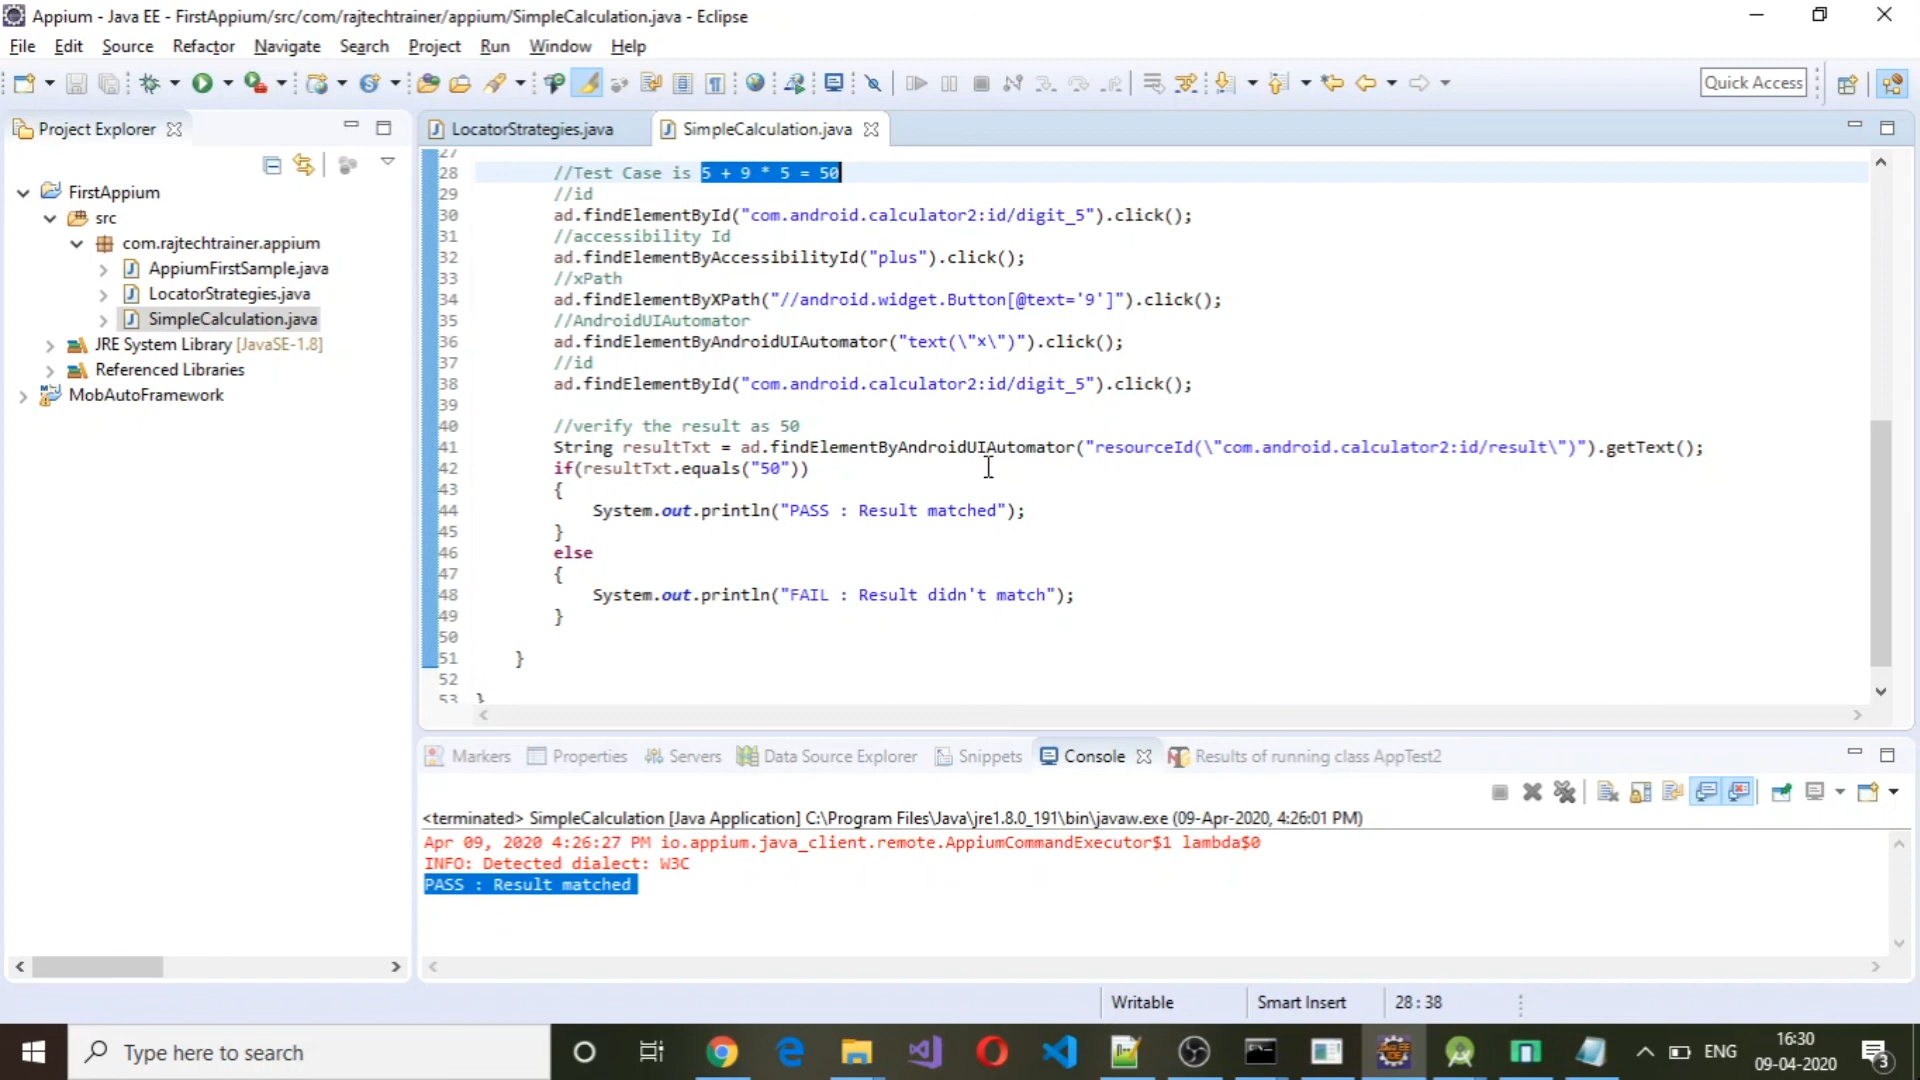 Appium - Java EE - FirstAppium/src/com/rajtechtrainer/appium/SimpleCalculation.java - Eclipse
File Edit Source Refactor Navigate Search Project Run Window Help
Quick Access
Project Explorer
LocatorStrategies.java
SimpleCalculation.java
FirstAppium
src
com.rajtechtrainer.appium
AppiumFirstSample.java
LocatorStrategies.java
SimpleCalculation.java
JRE System Library [JavaSE-1.8]
Referenced Libraries
MobAutoFramework
27
28 //Test Case is 5 + 9 * 5 = 50
29 //id
30 ad.findElementById("com.android.calculator2:id/digit_5").click();
31 //accessibility Id
32 ad.findElementByAccessibilityId("plus").click();
33 //xPath
34 ad.findElementByXPath("//android.widget.Button[@text='9']").click();
35 //AndroidUIAutomator
36 ad.findElementByAndroidUIAutomator("text(\"×\")").click();
37 //id
38 ad.findElementById("com.android.calculator2:id/digit_5").click();
39
40 //verify the result as 50
41 String resultTxt = ad.findElementByAndroidUIAutomator("resourceId(\"com.android.calculator2:id/result\")").getText();
42 if(resultTxt.equals("50"))
43 {
44 System.out.println("PASS : Result matched");
45 }
46 else
47 {
48 System.out.println("FAIL : Result didn't match");
49 }
50
51 }
52
53 }
Markers Properties Servers Data Source Explorer Snippets Console Results of running class AppTest2
<terminated> SimpleCalculation [Java Application] C:\Program Files\Java\jre1.8.0_191\bin\javaw.exe (09-Apr-2020, 4:26:01 PM)
Apr 09, 2020 4:26:27 PM io.appium.java_client.remote.AppiumCommandExecutor$1 lambda$0
INFO: Detected dialect: W3C
PASS : Result matched
Writable Smart Insert 28 : 38
Type here to search
ENG
16:30
09-04-2020
3